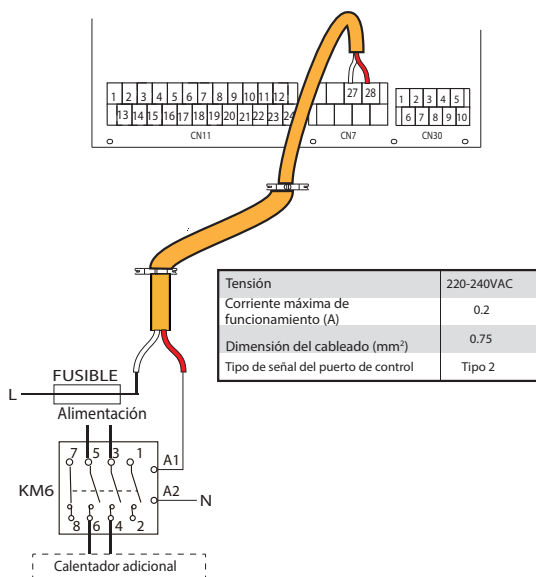 27 28
1 2 3 4 5 6 7 8 9 10 11 12
1 2 3 4 5
13 14 15 16 17 18 19 20 21 22 23 24
6 7 8 9 10
CN11
CN7
CN30
Tensión 220-240VAC
Corriente máxima de
funcionamiento (A) 0.2
Dimensión del cableado (mm²) 0.75
Tipo de señal del puerto de control Tipo 2
FUSIBLE
L
Alimentación
7 5 3 1
A1
KM6
A2
N
8 6 4 2
Calentador adicional